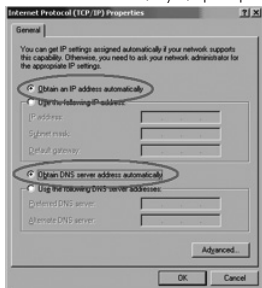 Internet Protocol (TCP/IP) Properties
General
You can get IP settings assigned automatically if your network supports
this capability. Otherwise, you need to ask your network administrator for
the appropriate IP settings.
Obtain an IP address automatically
Use the following IP address:
IP address:
Subnet mask:
Default gateway:
Obtain DNS server address automatically
Use the following DNS server addresses:
Preferred DNS server:
Alternate DNS server:
Advanced...
OK Cancel